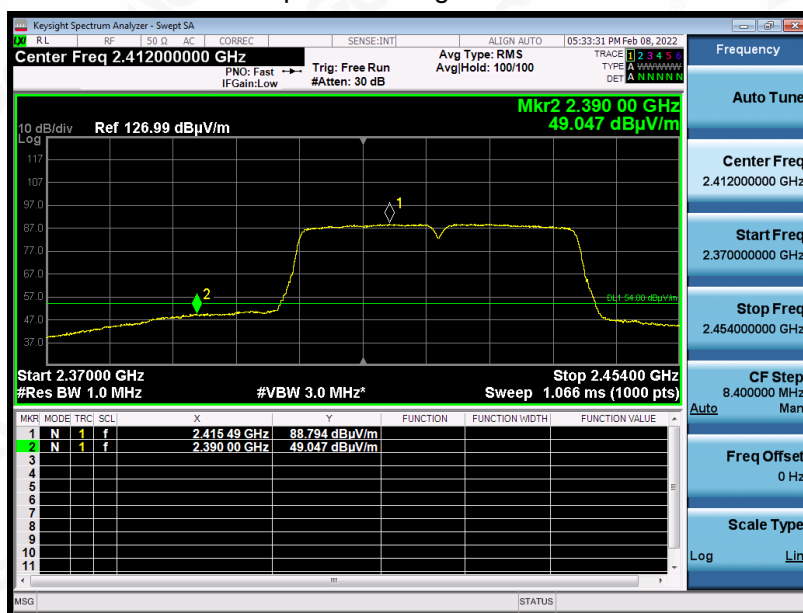 Keysight Spectrum Analyzer - Swept SA
LXI RL RF 50 Ω AC CORREC SENSE:INT ALIGN AUTO 05:33:31 PM Feb 08, 2022
Center Freq 2.412000000 GHz
PNO: Fast
IFGain:Low
Trig: Free Run
#Atten: 30 dB
Avg Type: RMS
Avg|Hold: 100/100
TRACE 1 2 3 4 5 6
TYPE A WWWWW
DET A N N N N N
Mkr2 2.390 00 GHz
49.047 dBµV/m
10 dB/div Ref 126.99 dBµV/m
Log
117
107
97.0
87.0
77.0
67.0
57.0
47.0
37.0
1
2
DL1 54.00 dBµV/m
Start 2.37000 GHz Stop 2.45400 GHz
#Res BW 1.0 MHz #VBW 3.0 MHz* Sweep 1.066 ms (1000 pts)
MKR MODE TRC SCL X Y FUNCTION FUNCTION WIDTH FUNCTION VALUE
1 N 1 f 2.415 49 GHz 88.794 dBµV/m
2 N 1 f 2.390 00 GHz 49.047 dBµV/m
3
4
5
6
7
8
9
10
11
MSG STATUS
Frequency
Auto Tune
Center Freq
2.412000000 GHz
Start Freq
2.370000000 GHz
Stop Freq
2.454000000 GHz
CF Step
8.400000 MHz
Auto Man
Freq Offset
0 Hz
Scale Type
Log Lin